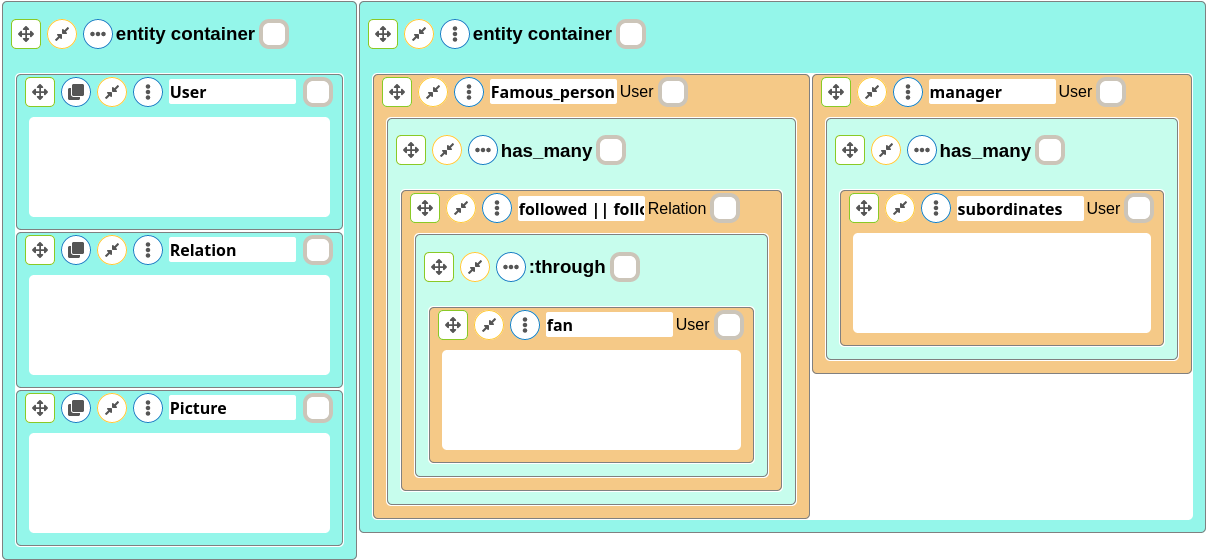 entity container
User
Relation
Picture
entity container
Famous_person User
has_many
followed || follo Relation
:through
fan User
manager User
has_many
subordinates User